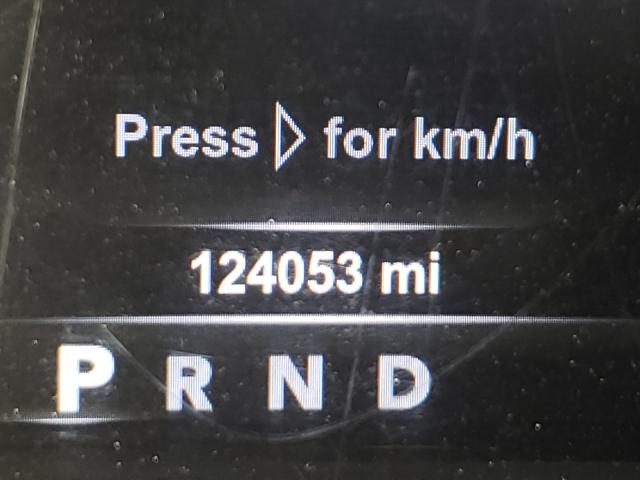 Press ▷ for km/h
124053 mi
P R N D